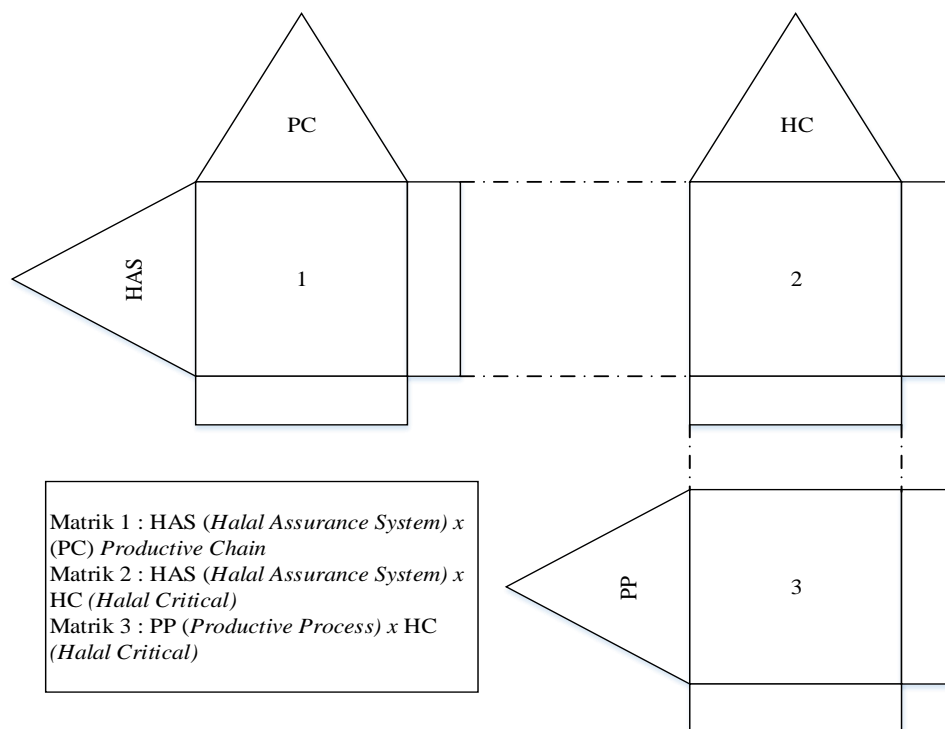 PC
HC
HAS
1
2
Matrik 1 : HAS (Halal Assurance System) x
(PC) Productive Chain
Matrik 2 : HAS (Halal Assurance System) x
HC (Halal Critical)
Matrik 3 : PP (Productive Process) x HC
(Halal Critical)
PP
3